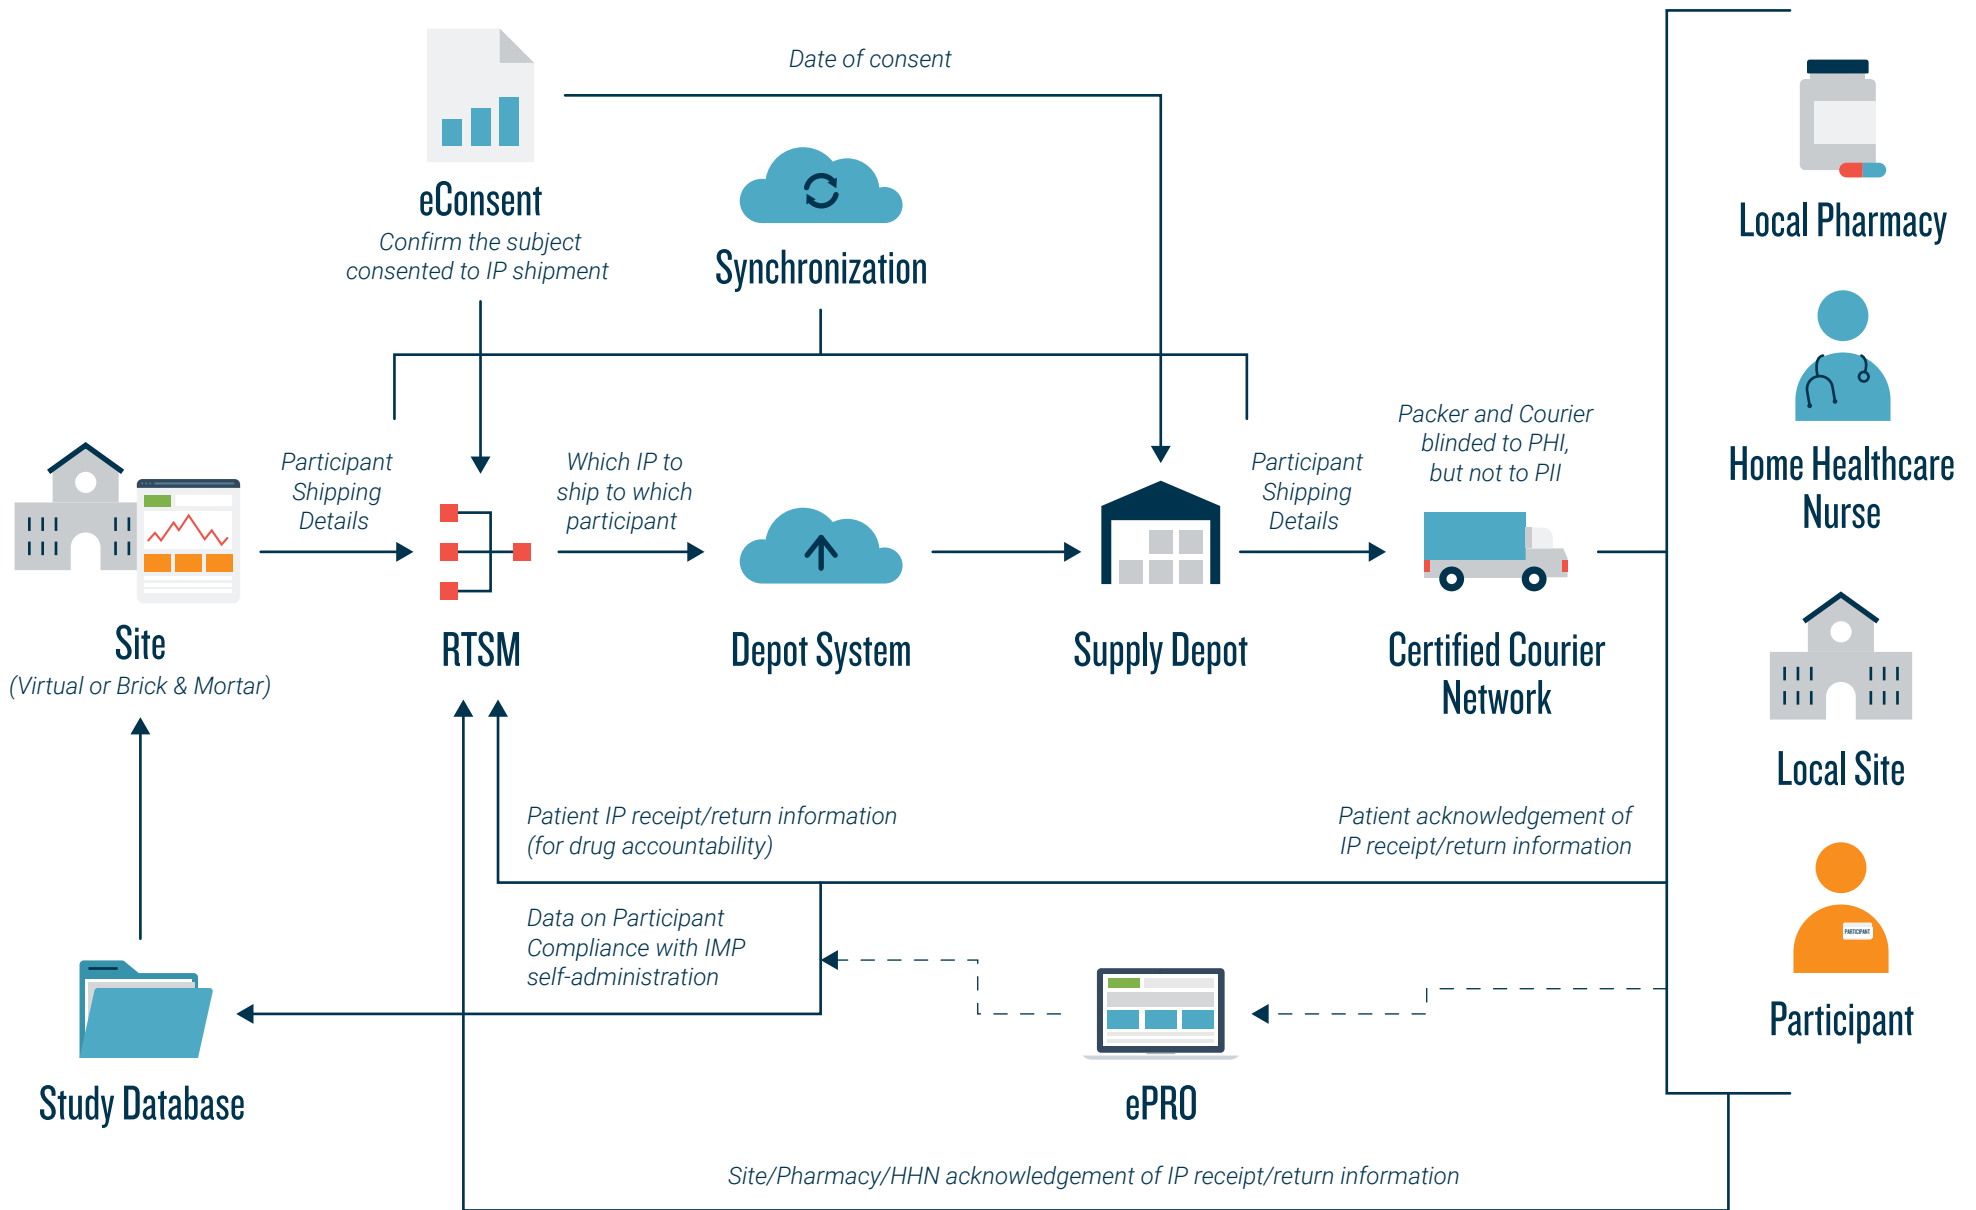 Date of consent
eConsent
Confirm the subject
consented to IP shipment
Synchronization
Local Pharmacy
Home Healthcare
Nurse
Local Site
Participant
PARTICIPANT
Participant
Shipping
Details
Which IP to
ship to which
participant
Participant
Shipping
Details
Packer and Courier
blinded to PHI,
but not to PII
Site
(Virtual or Brick & Mortar)
RTSM
Depot System
Supply Depot
Certified Courier
Network
Patient IP receipt/return information
(for drug accountability)
Patient acknowledgement of
IP receipt/return information
Data on Participant
Compliance with IMP
self-administration
Study Database
ePRO
Site/Pharmacy/HHN acknowledgement of IP receipt/return information